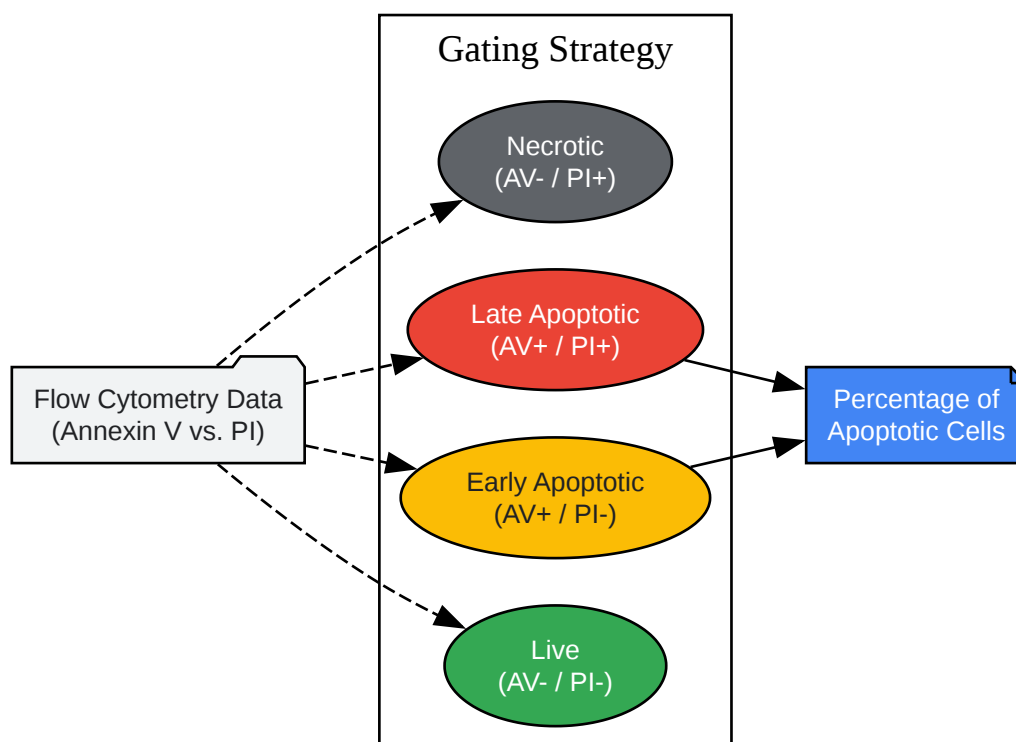 Gating Strategy
Necrotic
(AV- / PI+)
Late Apoptotic
(AV+ / PI+)
Flow Cytometry Data
(Annexin V vs. PI)
Percentage of
Apoptotic Cells
Early Apoptotic
(AV+ / PI-)
Live
(AV- / PI-)